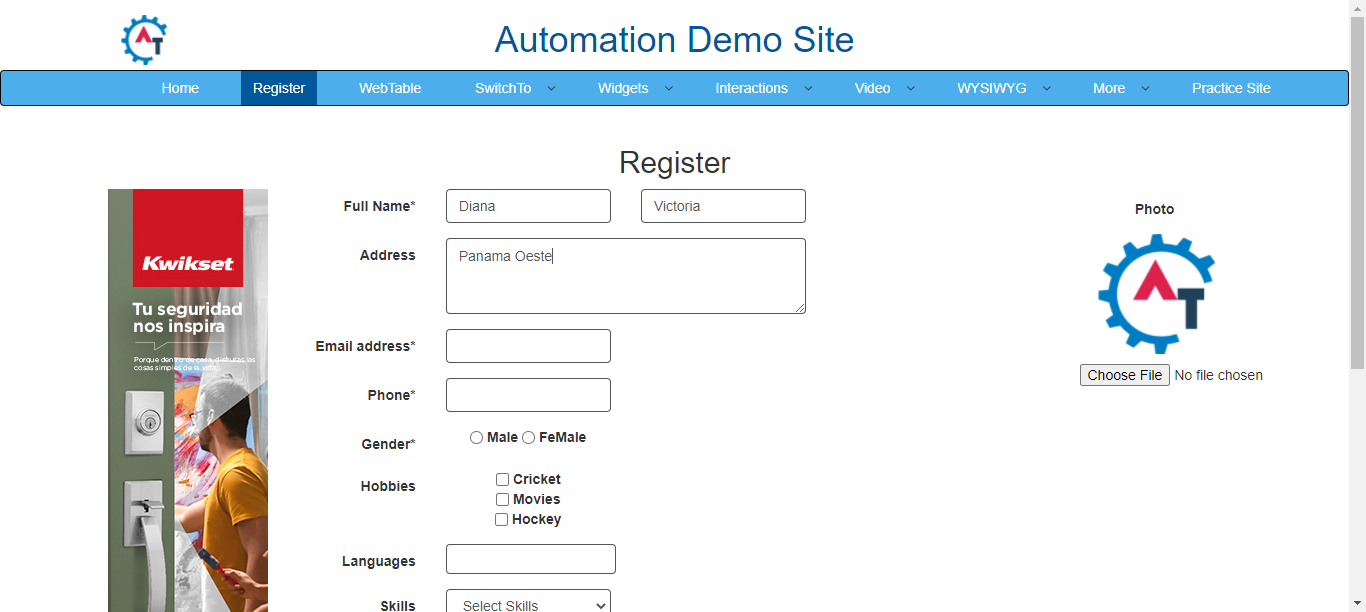 AT
Automation Demo Site
Home Register WebTable SwitchTo Widgets Interactions Video WYSIWYG More Practice Site
Register
Full Name* Diana Victoria
Photo
Address Panama Oeste
AT
Kwikset
Tu seguridad
nos inspira
Porque dentro de casa, disfrutas las
cosas simples de la vida.
Email address*
Choose File No file chosen
Phone*
Gender* Male FeMale
Hobbies Cricket
Movies
Hockey
Languages
Skills Select Skills